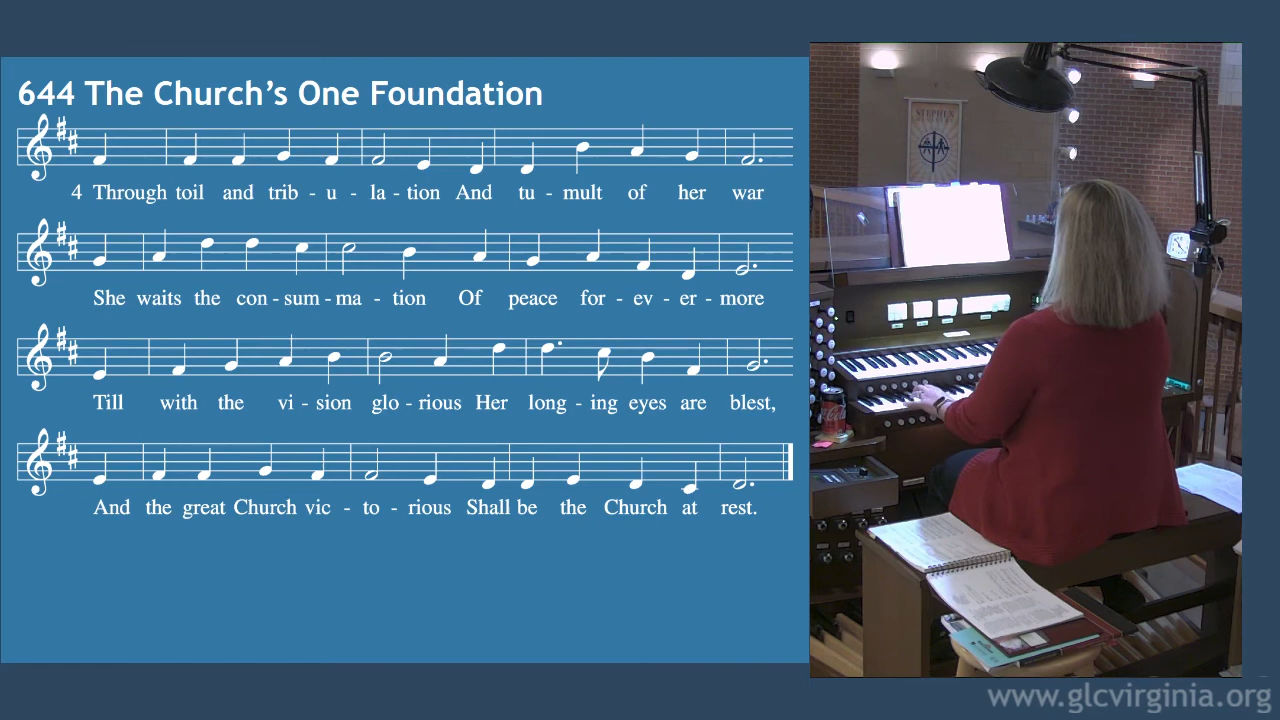 644 The Church's One Foundation
4 Through toil and trib - u - la - tion And tu - mult of her war
She waits the con - sum - ma - tion Of peace for - ev - er - more
Till with the vi - sion glo - rious Her long - ing eyes are blest,
And the great Church vic - to - rious Shall be the Church at rest.
STEPHEN
www.glcvirginia.org